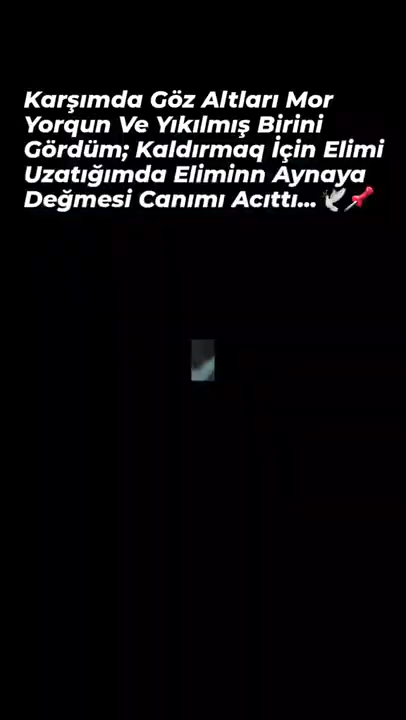 Karşımda Göz Altları Mor
Yorqun Ve Yıkılmış Birini
Gördüm; Kaldırmaq İçin Elimi
Uzatığımda Eliminn Aynaya
Değmesi Canımı Acıttı... 🕊️📌